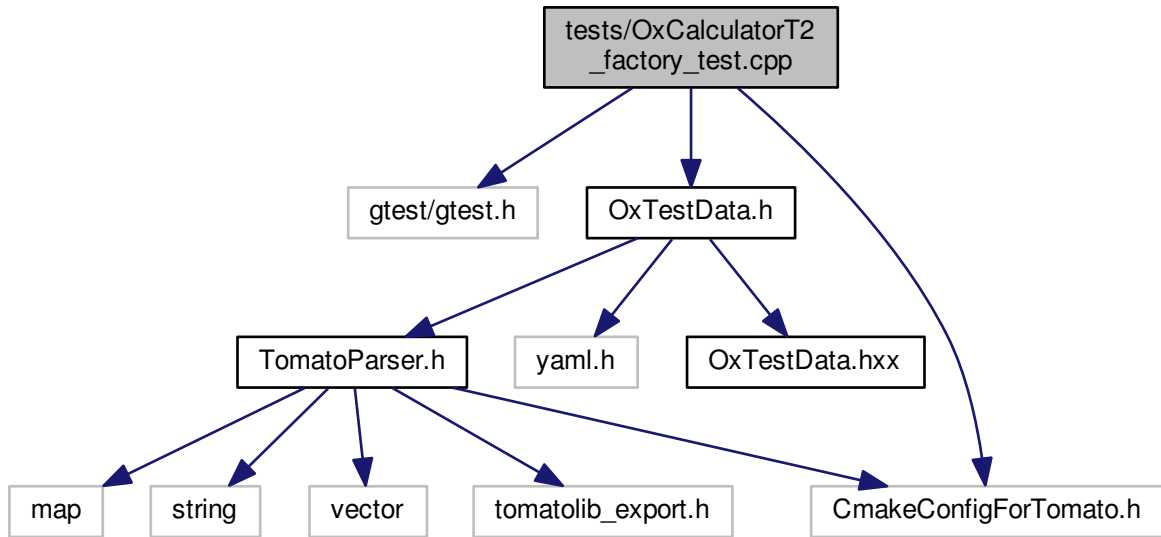 tests/OxCalculatorT2
_factory_test.cpp
gtest/gtest.h
OxTestData.h
TomatoParser.h
yaml.h
OxTestData.hxx
map
string
vector
tomatolib_export.h
CmakeConfigForTomato.h